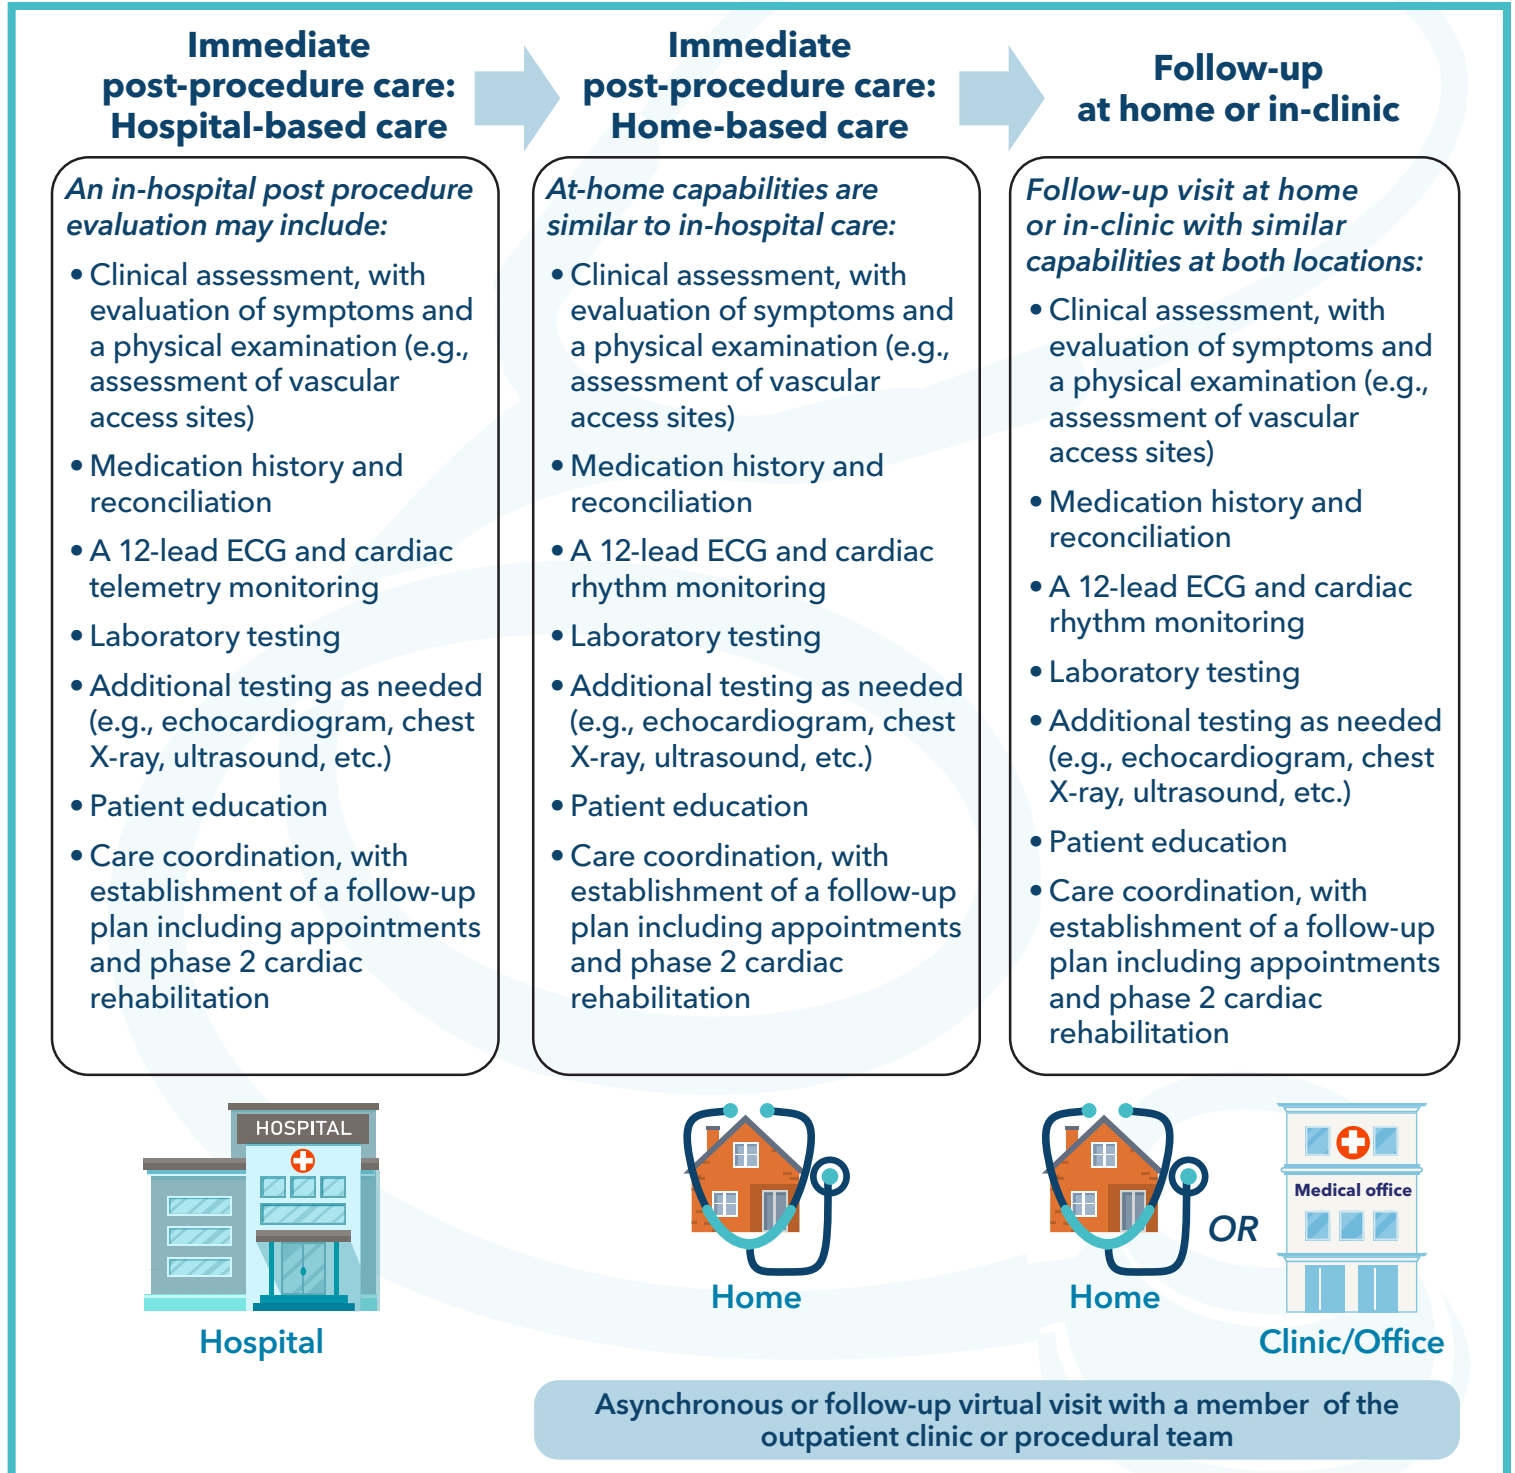 Immediate
post-procedure care:
Hospital-based care
An in-hospital post procedure
evaluation may include:
• Clinical assessment, with
evaluation of symptoms and
a physical examination (e.g.,
assessment of vascular
access sites)
• Medication history and
reconciliation
• A 12-lead ECG and cardiac
telemetry monitoring
• Laboratory testing
• Additional testing as needed
(e.g., echocardiogram, chest
X-ray, ultrasound, etc.)
• Patient education
• Care coordination, with
establishment of a follow-up
plan including appointments
and phase 2 cardiac
rehabilitation
HOSPITAL
Hospital
Immediate
post-procedure care:
Home-based care
At-home capabilities are
similar to in-hospital care:
• Clinical assessment, with
evaluation of symptoms and
a physical examination (e.g.,
assessment of vascular
access sites)
• Medication history and
reconciliation
• A 12-lead ECG and cardiac
rhythm monitoring
• Laboratory testing
• Additional testing as needed
(e.g., echocardiogram, chest
X-ray, ultrasound, etc.)
• Patient education
• Care coordination, with
establishment of a follow-up
plan including appointments
and phase 2 cardiac
rehabilitation
Home
Follow-up
at home or in-clinic
Follow-up visit at home
or in-clinic with similar
capabilities at both locations:
• Clinical assessment, with
evaluation of symptoms and
a physical examination (e.g.,
assessment of vascular
access sites)
• Medication history and
reconciliation
• A 12-lead ECG and cardiac
rhythm monitoring
• Laboratory testing
• Additional testing as needed
(e.g., echocardiogram, chest
X-ray, ultrasound, etc.)
• Patient education
• Care coordination, with
establishment of a follow-up
plan including appointments
and phase 2 cardiac
rehabilitation
Home
OR
Medical office
Clinic/Office
Asynchronous or follow-up virtual visit with a member of the
outpatient clinic or procedural team